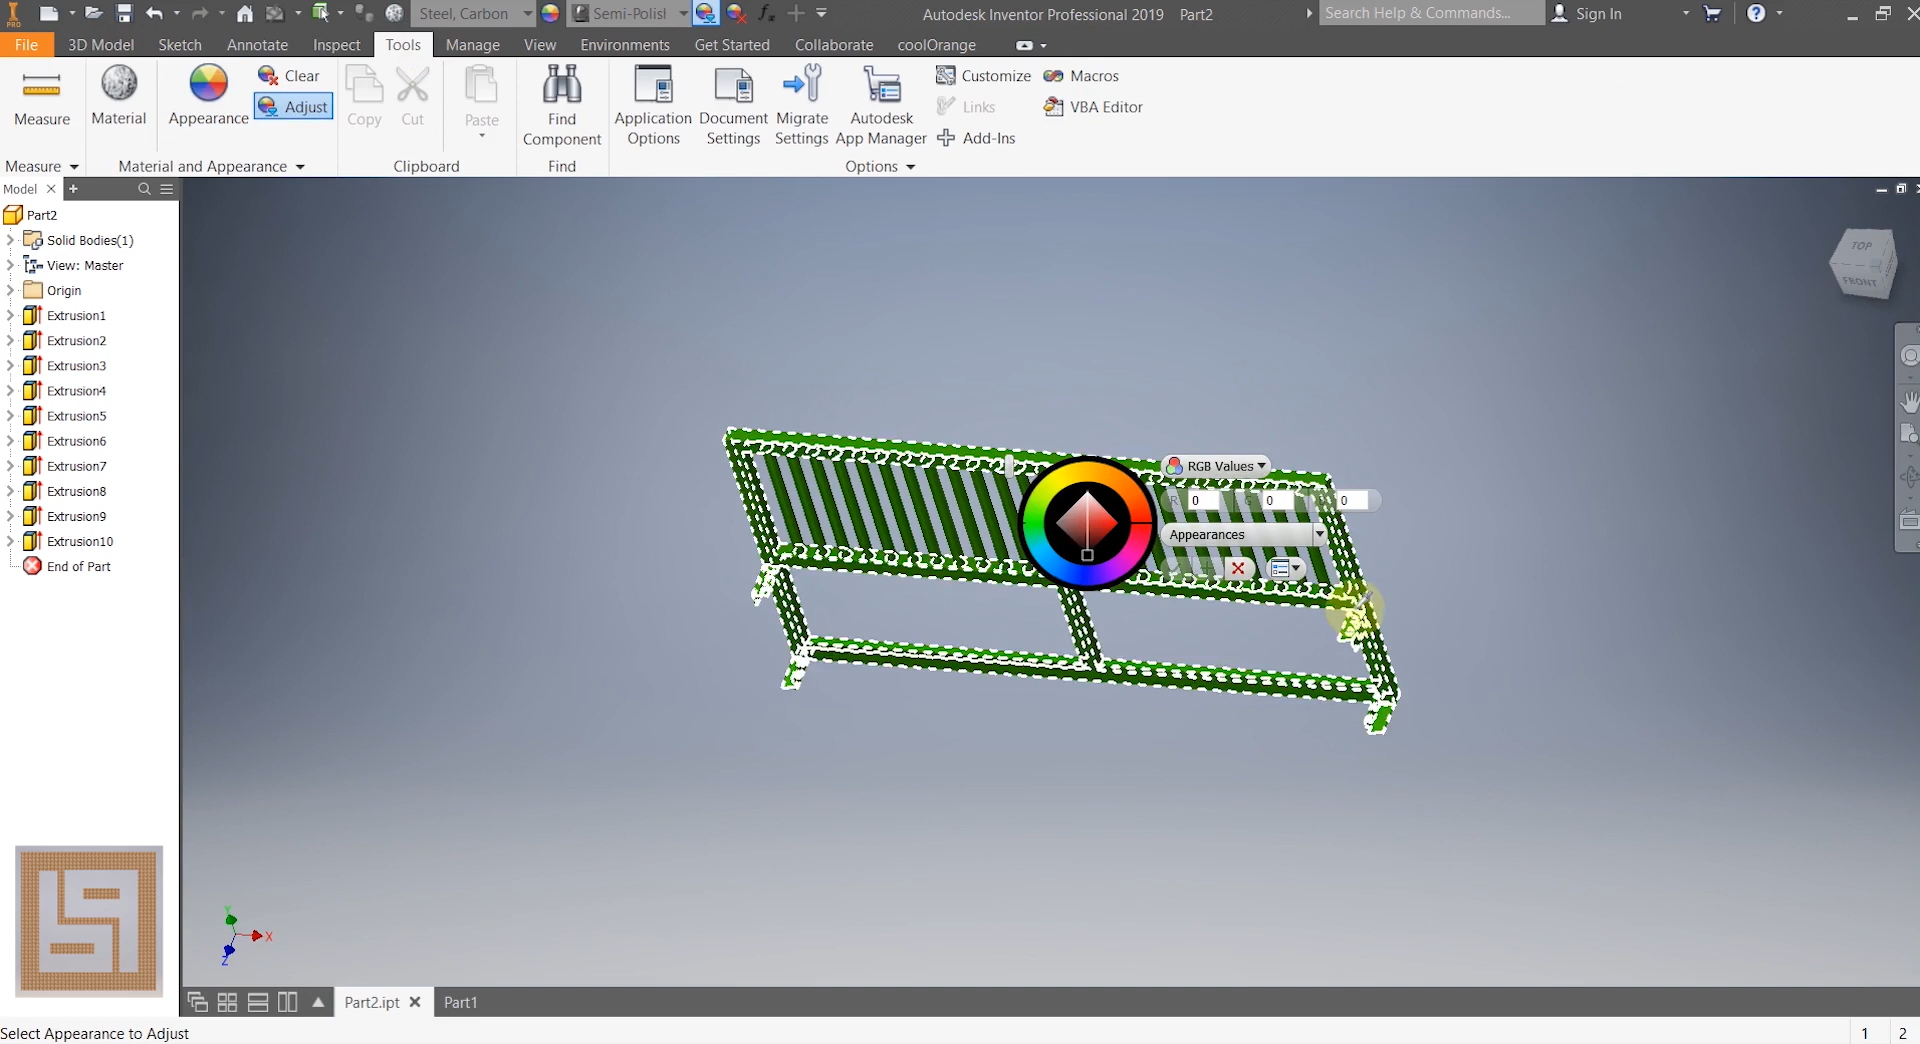 PRO
Steel, Carbon
Semi-Polisl
Autodesk Inventor Professional 2019 Part2
Search Help & Commands...
Sign In
File
3D Model
Sketch
Annotate
Inspect
Tools
Manage
View
Environments
Get Started
Collaborate
coolOrange
Measure
Material
Appearance
Clear
Adjust
Copy
Cut
Paste
Find Component
Application Options
Document Settings
Migrate Settings
Autodesk App Manager
Customize
Links
Add-Ins
Macros
VBA Editor
Measure
Material and Appearance
Clipboard
Find
Options
Model
Part2
Solid Bodies(1)
View: Master
Origin
Extrusion1
Extrusion2
Extrusion3
Extrusion4
Extrusion5
Extrusion6
Extrusion7
Extrusion8
Extrusion9
Extrusion10
End of Part
TOP
FRONT
RGB Values
R 0 G 0 0
Appearances
Y
X
Z
Part2.ipt
Part1
Select Appearance to Adjust
1 2